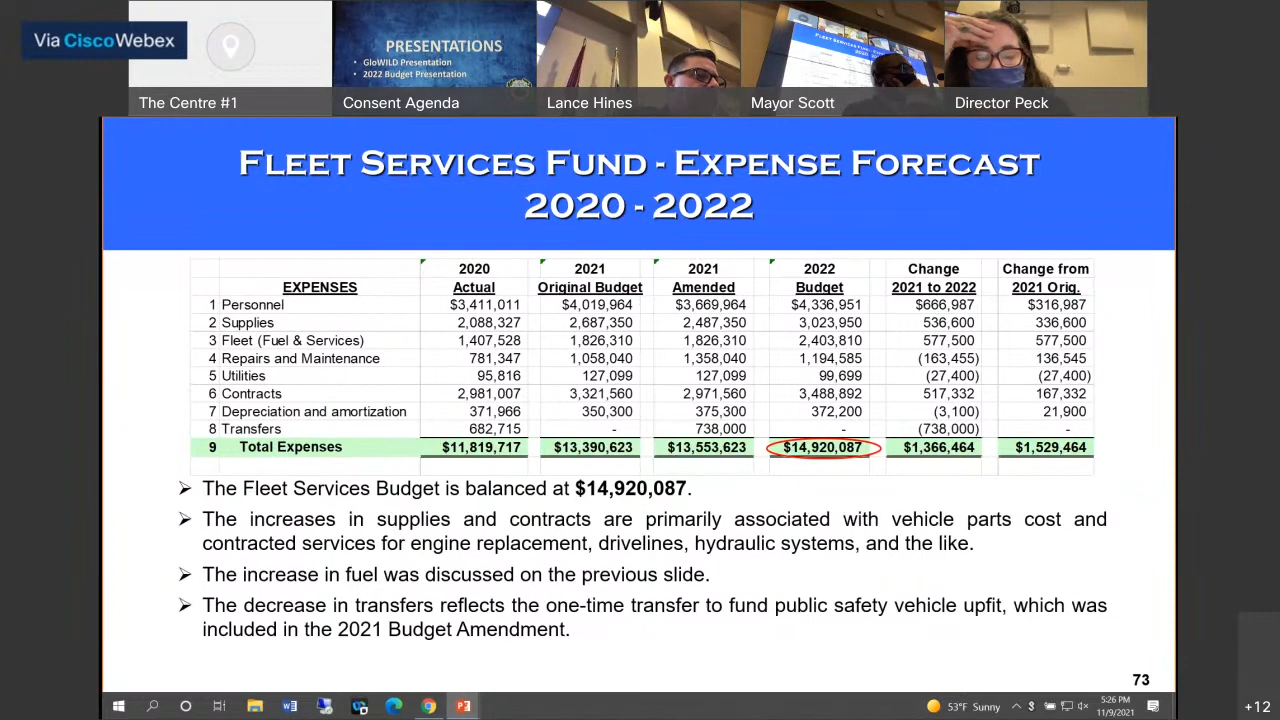 Via CiscoWebex
PRESENTATIONS
• GloWILD Presentation
• 2022 Budget Presentation
The Centre #1
Consent Agenda
Lance Hines
Mayor Scott
Director Peck
FLEET SERVICES FUND - EXPENSE FORECAST
2020 - 2022
2020 2021 2021 2022 Change Change from
EXPENSES Actual Original Budget Amended Budget 2021 to 2022 2021 Orig.
1 Personnel $3,411,011 $4,019,964 $3,669,964 $4,336,951 $666,987 $316,987
2 Supplies 2,088,327 2,687,350 2,487,350 3,023,950 536,600 336,600
3 Fleet (Fuel & Services) 1,407,528 1,826,310 1,826,310 2,403,810 577,500 577,500
4 Repairs and Maintenance 781,347 1,058,040 1,358,040 1,194,585 (163,455) 136,545
5 Utilities 95,816 127,099 127,099 99,699 (27,400) (27,400)
6 Contracts 2,981,007 3,321,560 2,971,560 3,488,892 517,332 167,332
7 Depreciation and amortization 371,966 350,300 375,300 372,200 (3,100) 21,900
8 Transfers 682,715 - 738,000 - (738,000) -
9 Total Expenses $11,819,717 $13,390,623 $13,553,623 $14,920,087 $1,366,464 $1,529,464
➢ The Fleet Services Budget is balanced at $14,920,087.
➢ The increases in supplies and contracts are primarily associated with vehicle parts cost and
contracted services for engine replacement, drivelines, hydraulic systems, and the like.
➢ The increase in fuel was discussed on the previous slide.
➢ The decrease in transfers reflects the one-time transfer to fund public safety vehicle upfit, which was
included in the 2021 Budget Amendment.
73
53°F Sunny
5:26 PM
11/9/2021
+12